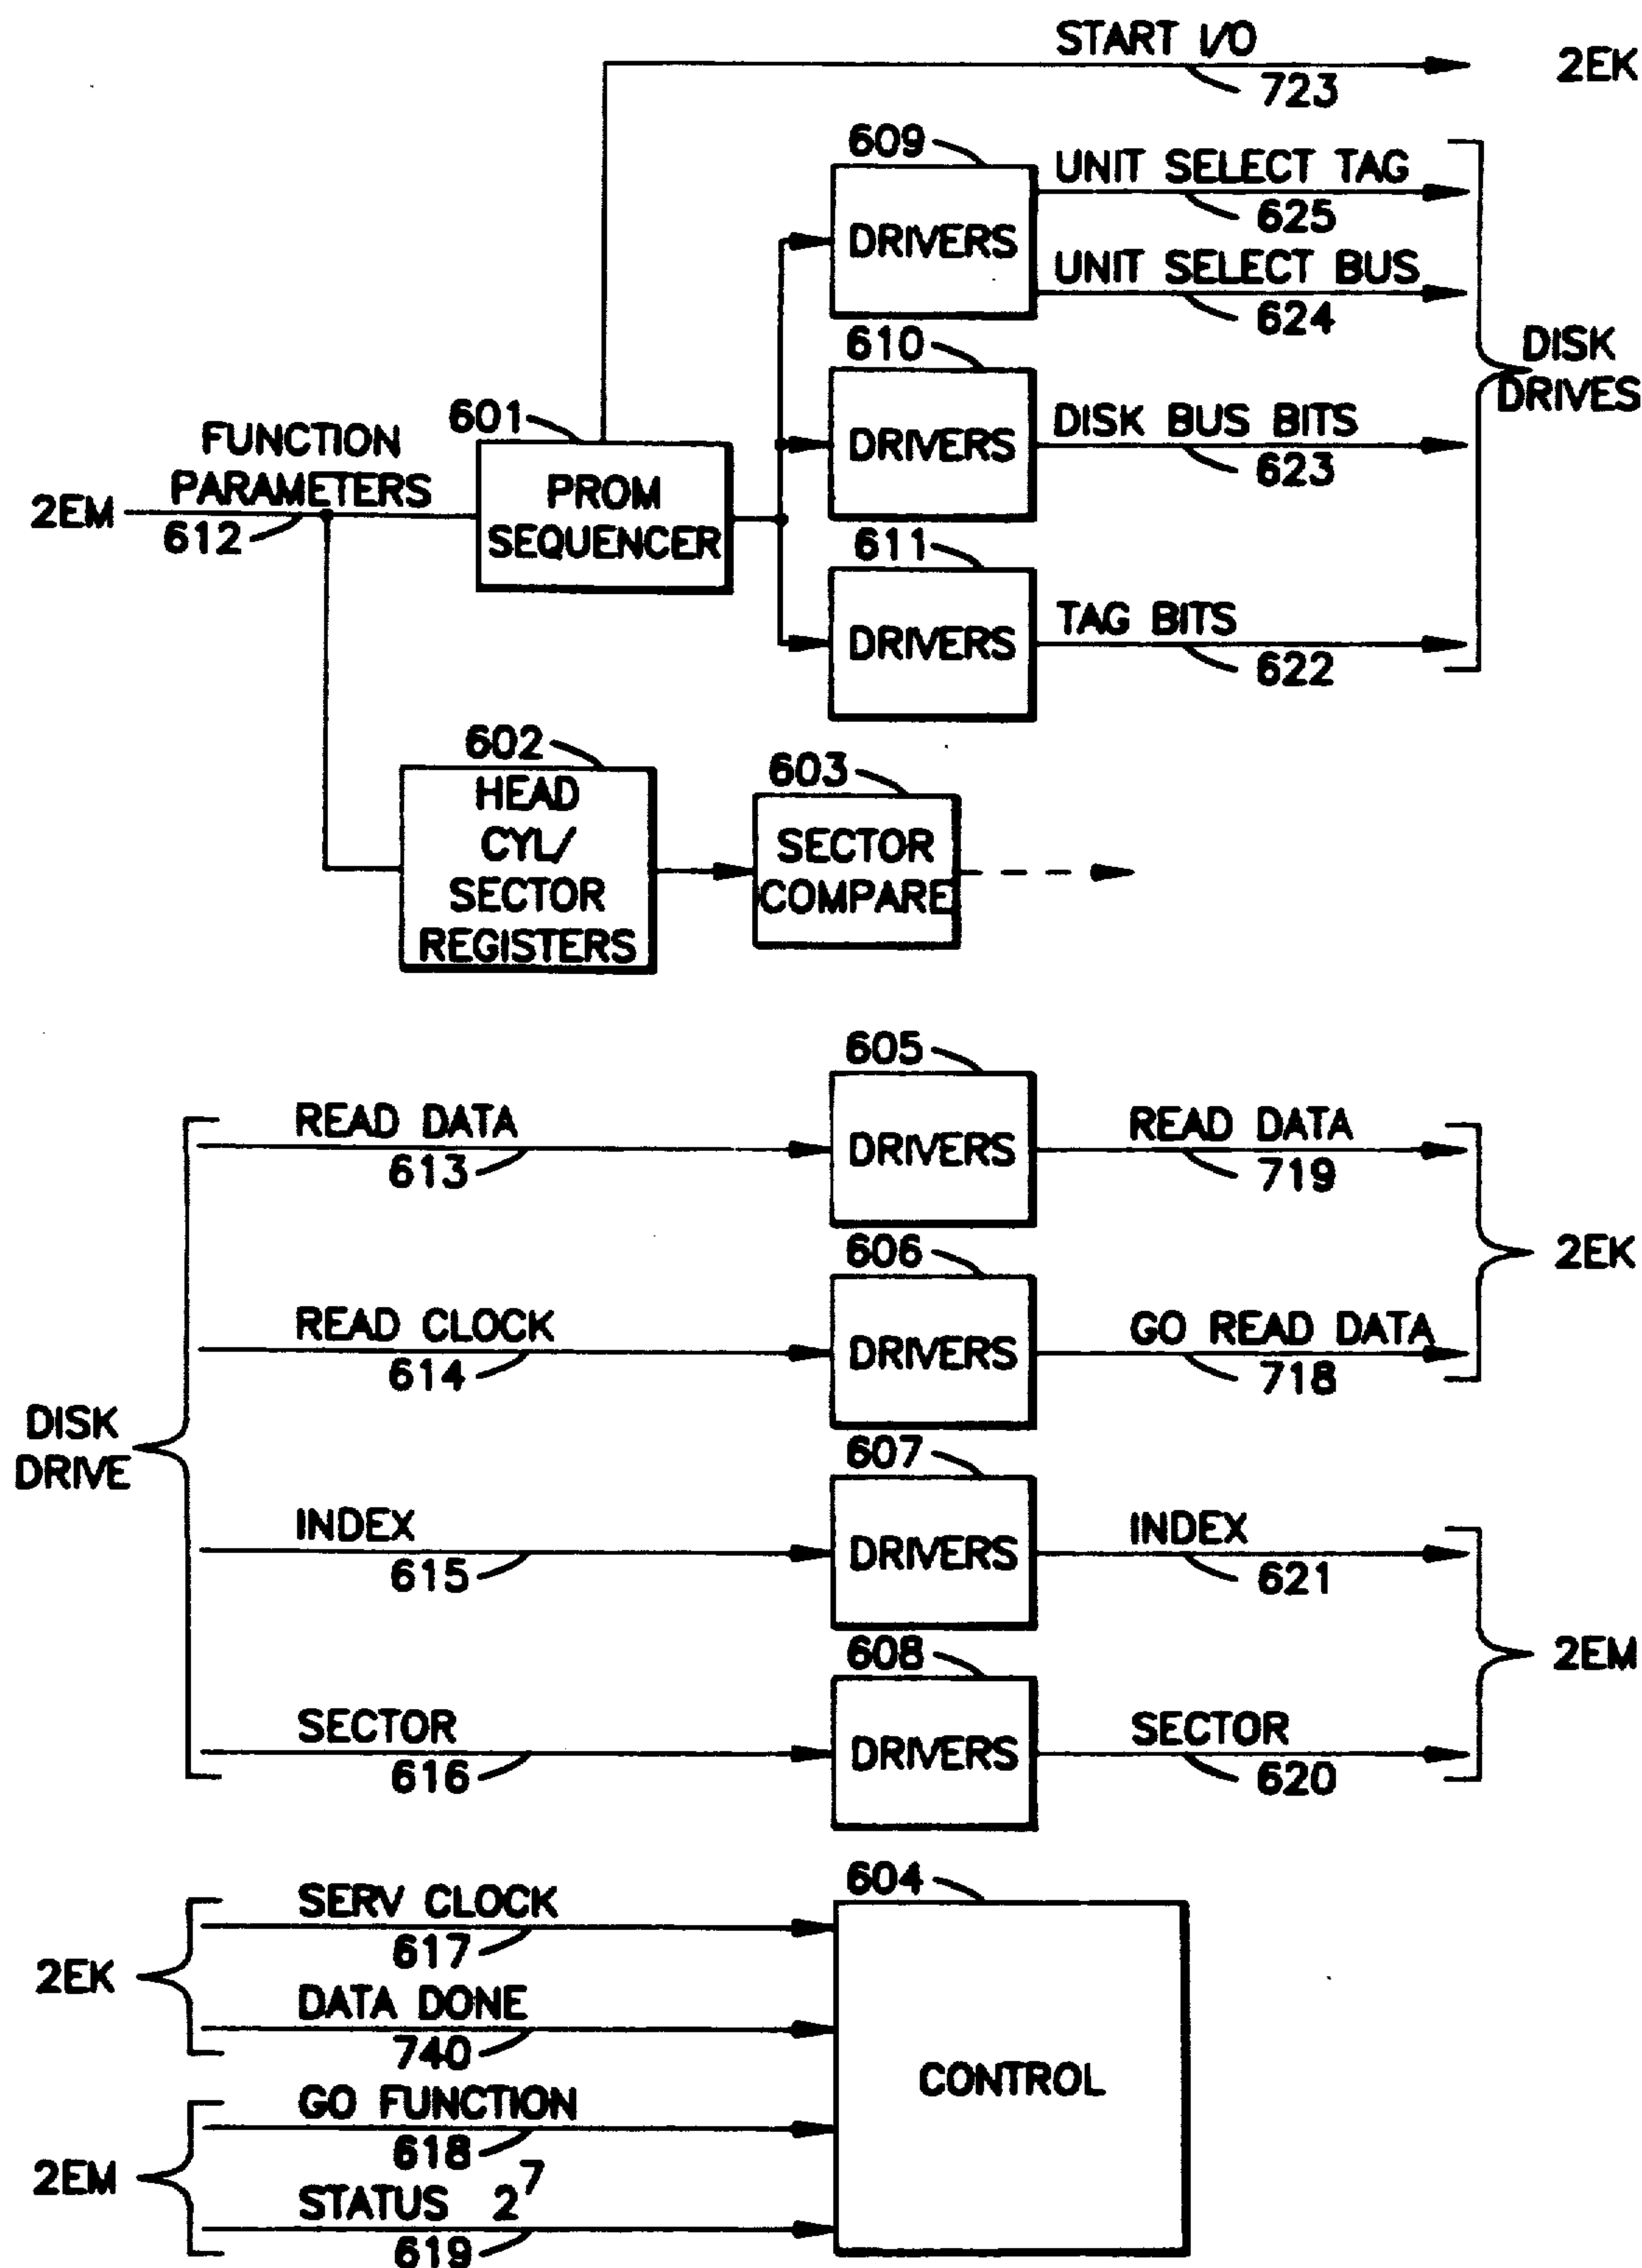 START I/O
723
2EK
609
DRIVERS
UNIT SELECT TAG
625
UNIT SELECT BUS
624
610
DRIVERS
DISK BUS BITS
623
DISK
DRIVES
601
PROM
SEQUENCER
FUNCTION
PARAMETERS
2EM
612
611
DRIVERS
TAG BITS
622
602
HEAD
CYL/
SECTOR
REGISTERS
603
SECTOR
COMPARE
605
READ DATA
613
DRIVERS
READ DATA
719
606
READ CLOCK
614
DRIVERS
GO READ DATA
718
2EK
DISK
DRIVE
607
INDEX
615
DRIVERS
INDEX
621
608
SECTOR
616
DRIVERS
SECTOR
620
2EM
604
SERV CLOCK
617
2EK
DATA DONE
740
CONTROL
GO FUNCTION
618
2EM
STATUS 2⁷
619